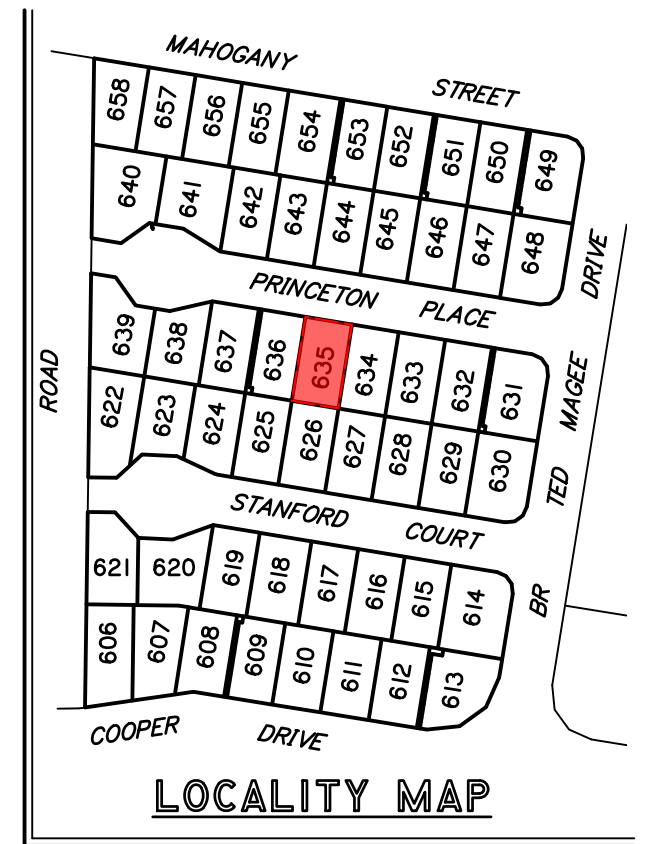 MAHOGANY STREET
658 657 656 655 654 653 652 651 650 649
640 641 642 643 644 645 646 647 648
DRIVE
PRINCETON PLACE
639 638 637 636 635 634 633 632 631
ROAD
MAGEE
622 623 624 625 626 627 628 629 630
TED
STANFORD COURT
621 620 619 618 617 616 615 614
BR
606 607 608 609 610 611 612 613
COOPER DRIVE
LOCALITY MAP